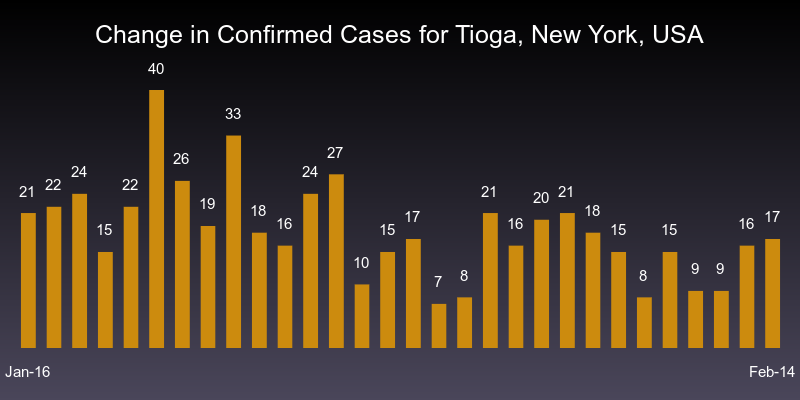 Change in Confirmed Cases for Tioga, New York, USA
21 22 24 15 22 40 26 19 33 18 16 24 27 10 15 17 7 8 21 16 20 21 18 15 8 15 9 9 16 17
Jan-16 Feb-14